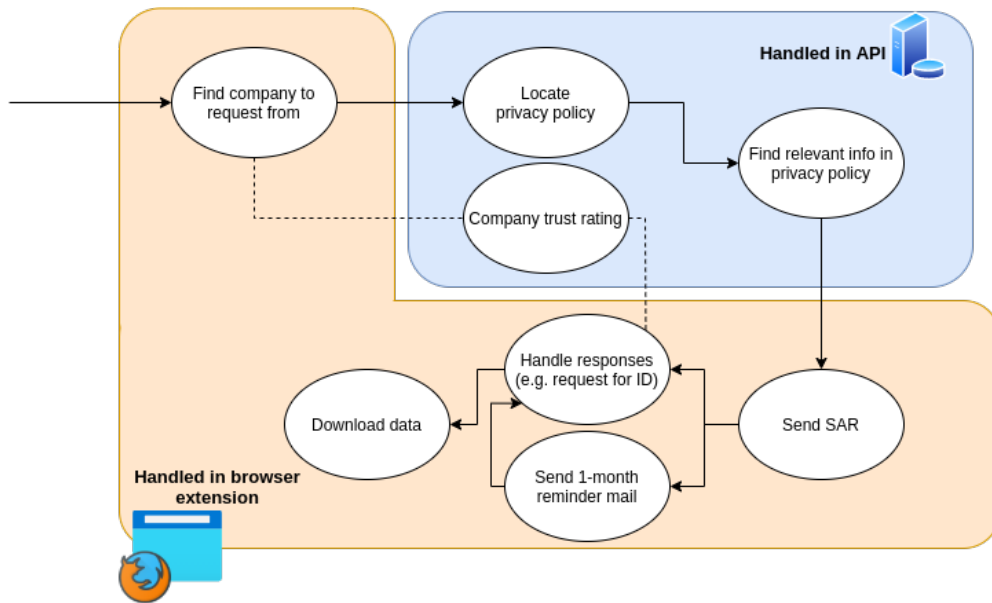 Find company to
request from
Locate
privacy policy
Handled in API
Find relevant info in
privacy policy
Company trust rating
Handle responses
(e.g. request for ID)
Download data
Send SAR
Send 1-month
reminder mail
Handled in browser
extension